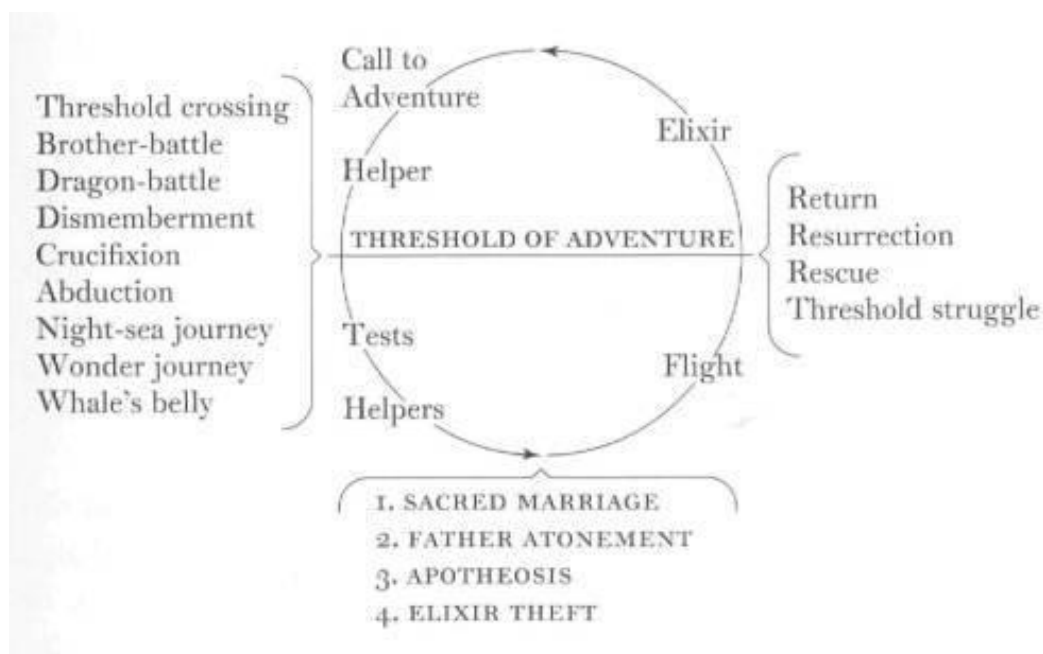 Call to
Adventure
Helper
Threshold crossing
Brother-battle
Dragon-battle
Dismemberment
Crucifixion
Abduction
Night-sea journey
Wonder journey
Whale's belly
THRESHOLD OF ADVENTURE
Tests
Helpers
1. SACRED MARRIAGE
2. FATHER ATONEMENT
3. APOTHEOSIS
4. ELIXIR THEFT
Flight
Return
Resurrection
Rescue
Threshold struggle
Elixir